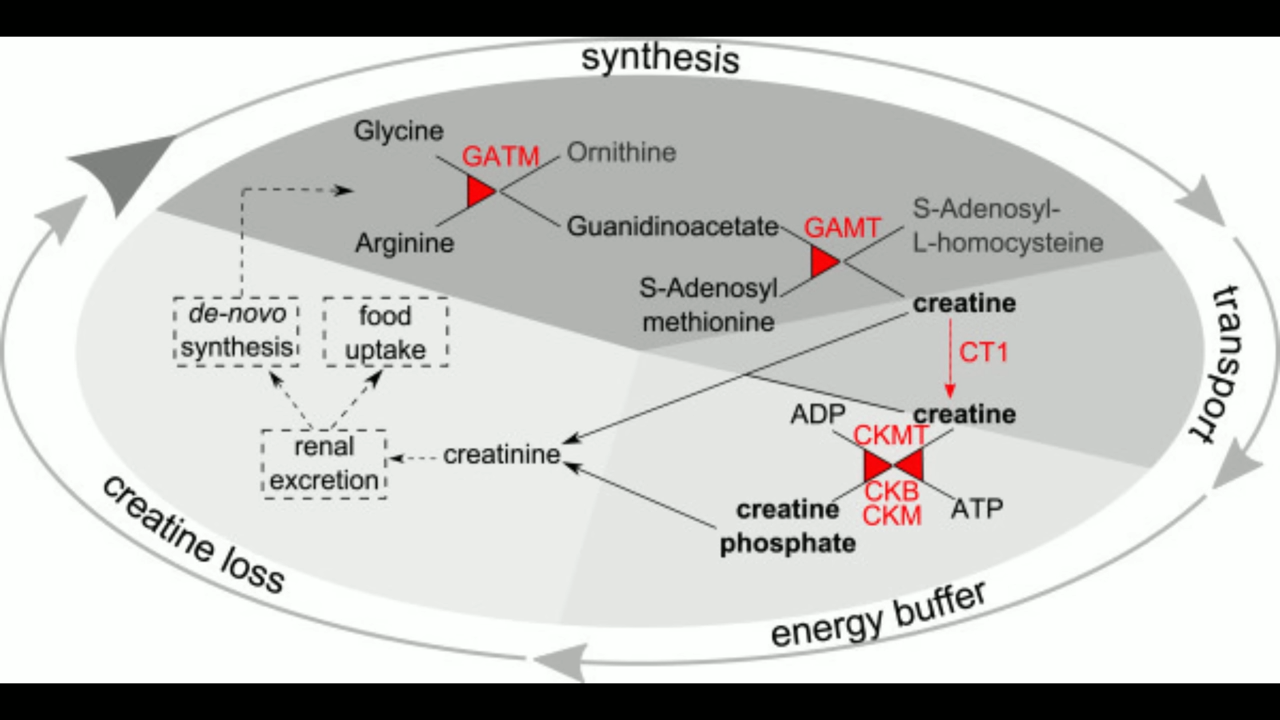 synthesis
Glycine
GATM
Ornithine
Arginine
Guanidinoacetate
GAMT
S-Adenosyl-
L-homocysteine
S-Adenosyl
methionine
creatine
CT1
transport
creatine
ADP
CKMT
CKB
CKM
ATP
creatine
phosphate
energy buffer
creatinine
renal
excretion
de-novo
synthesis
food
uptake
creatine loss